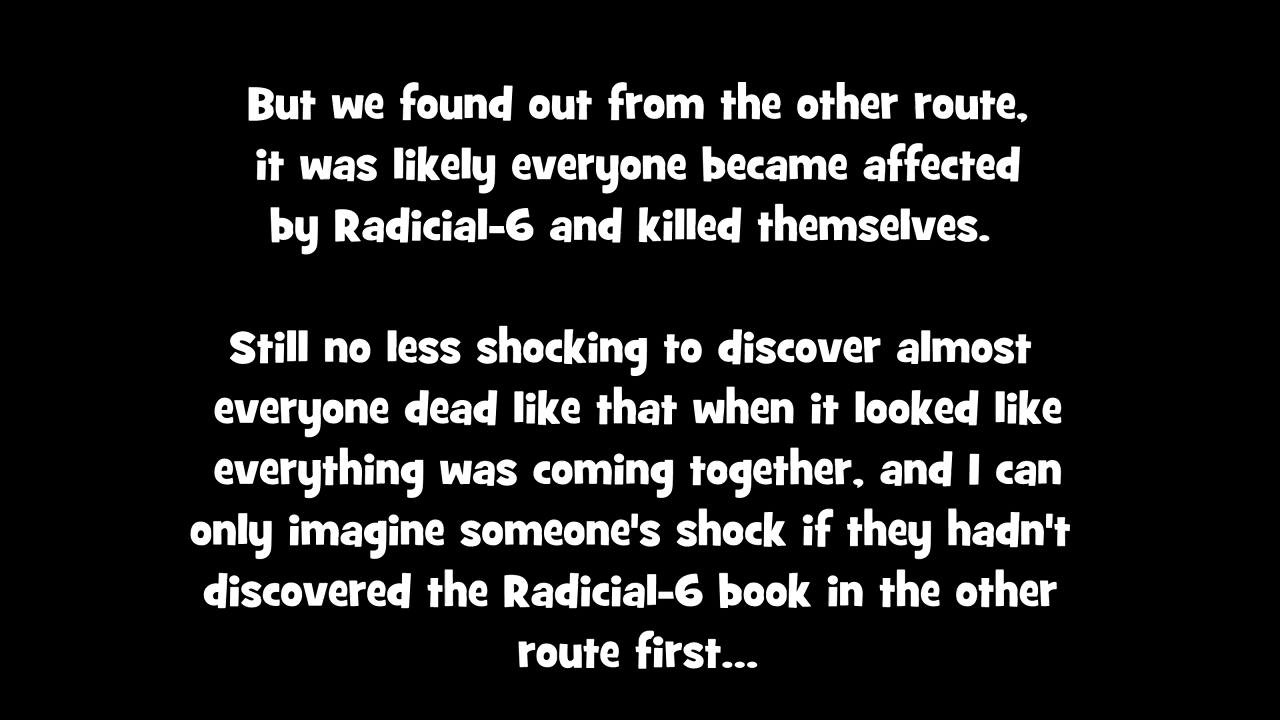 But we found out from the other route,
it was likely everyone became affected
by Radicial-6 and killed themselves.
Still no less shocking to discover almost
everyone dead like that when it looked like
everything was coming together, and I can
only imagine someone's shock if they hadn't
discovered the Radicial-6 book in the other
route first...